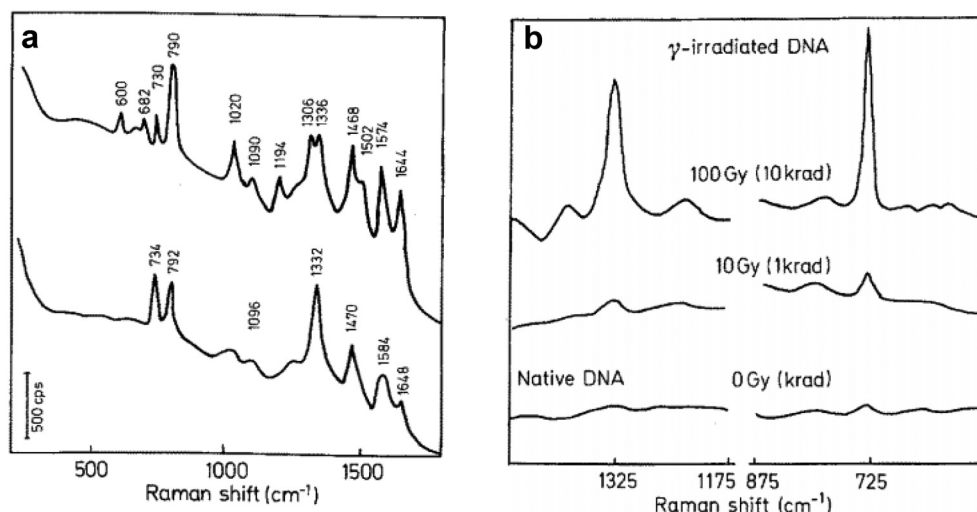 a
600
682
730
790
1020
1090
1194
1306
1336
1468
1502
1574
1644
734
792
1096
1332
1470
1584
1648
500 cps
500
1000
1500
Raman shift (cm⁻¹)
b
γ-irradiated DNA
100 Gy (10 krad)
10 Gy (1 krad)
Native DNA
0 Gy (krad)
1325
1175
875
725
Raman shift (cm⁻¹)